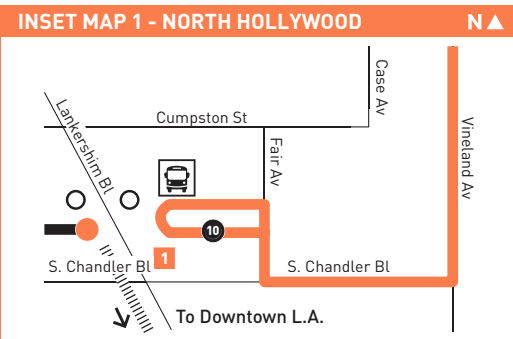 INSET MAP 1 - NORTH HOLLYWOOD
N
Case Av
Lankershim Bl
Cumpston St
Fair Av
Vineland Av
10
1
S. Chandler Bl
S. Chandler Bl
To Downtown L.A.